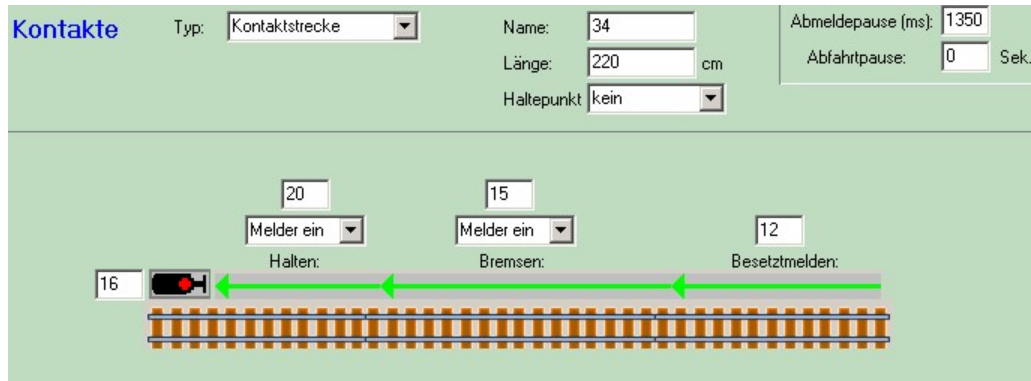 Kontakte Typ: Kontaktstrecke Name: 34 Abmeldepause (ms): 1350
Länge: 220 cm Abfahrtpause: 0 Sek.
Haltepunkt kein
20 15
Melder ein Melder ein 12
Halten: Bremsen: Besetztmelden:
16